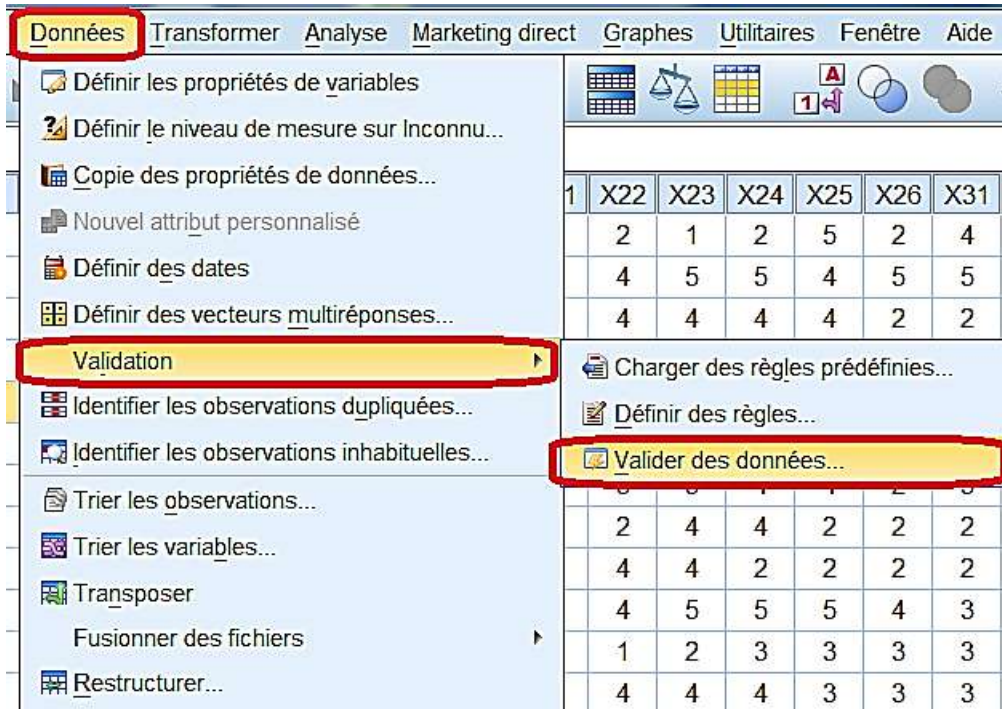 Données Transformer Analyse Marketing direct Graphes Utilitaires Fenêtre Aide
Définir les propriétés de variables
Définir le niveau de mesure sur Inconnu...
Copie des propriétés de données...
Nouvel attribut personnalisé
Définir des dates
Définir des vecteurs multiréponses...
Validation
Identifier les observations dupliquées...
Identifier les observations inhabituelles...
Trier les observations...
Trier les variables...
Transposer
Fusionner des fichiers
Restructurer...
Charger des règles prédéfinies...
Définir des règles...
Valider des données...
A
1
1 X22 X23 X24 X25 X26 X31
2 1 2 5 2 4
4 5 5 4 5 5
4 4 4 4 2 2
2 4 4 2 2 2
4 4 2 2 2 2
4 5 5 5 4 3
1 2 3 3 3 3
4 4 4 3 3 3